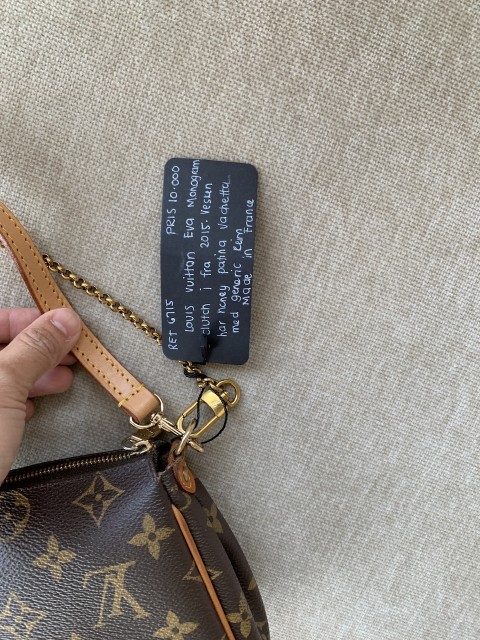 RET 6715 PRIS 10.000
Louis Vuitton Eva Monogram
clutch i fra 2015. Vesken
har honey patina Vachetta
med generic Rem
Made in France